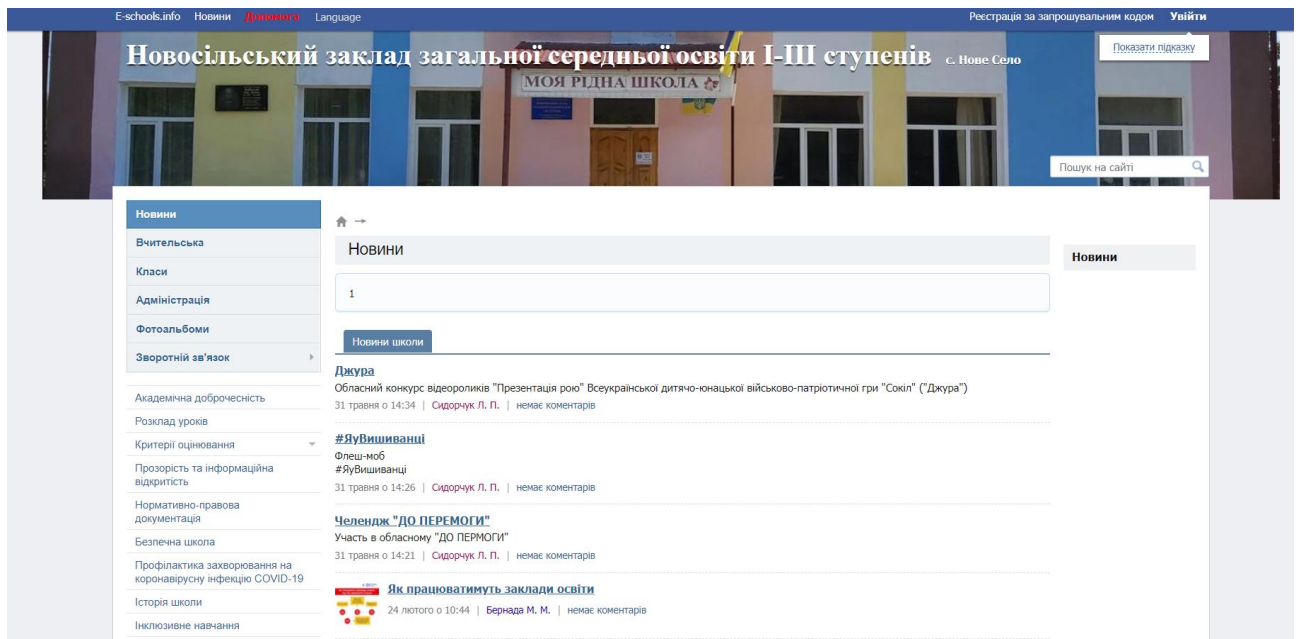 E-schools.info Новини Допомога Language Реєстрація за запрошувальним кодом Увійти
Новосільський заклад загальної середньої освіти І-ІІІ ступенів с. Нове Село
Показати підказку
МОЯ РІДНА ШКОЛА
Пошук на сайті
Новини
Вчительська
Класи
Адміністрація
Фотоальбоми
Зворотній зв'язок
Академічна доброчесність
Розклад уроків
Критерії оцінювання
Прозорість та інформаційна
відкритість
Нормативно-правова
документація
Безпечна школа
Профілактика захворювання на
коронавірусну інфекцію COVID-19
Історія школи
Інклюзивне навчання
Новини
1
Новини школи
Джура
Обласний конкурс відеороликів "Презентація рою" Всеукраїнської дитячо-юнацької військово-патріотичної гри "Сокіл" ("Джура")
31 травня о 14:34 | Сидорчук Л. П. | немає коментарів
#ЯуВишиванці
Флеш-моб
#ЯуВишиванці
31 травня о 14:26 | Сидорчук Л. П. | немає коментарів
Челендж "ДО ПЕРЕМОГИ"
Участь в обласному "ДО ПЕРМОГИ"
31 травня о 14:21 | Сидорчук Л. П. | немає коментарів
Як працюватимуть заклади освіти
24 лютого о 10:44 | Бернада М. М. | немає коментарів
Новини